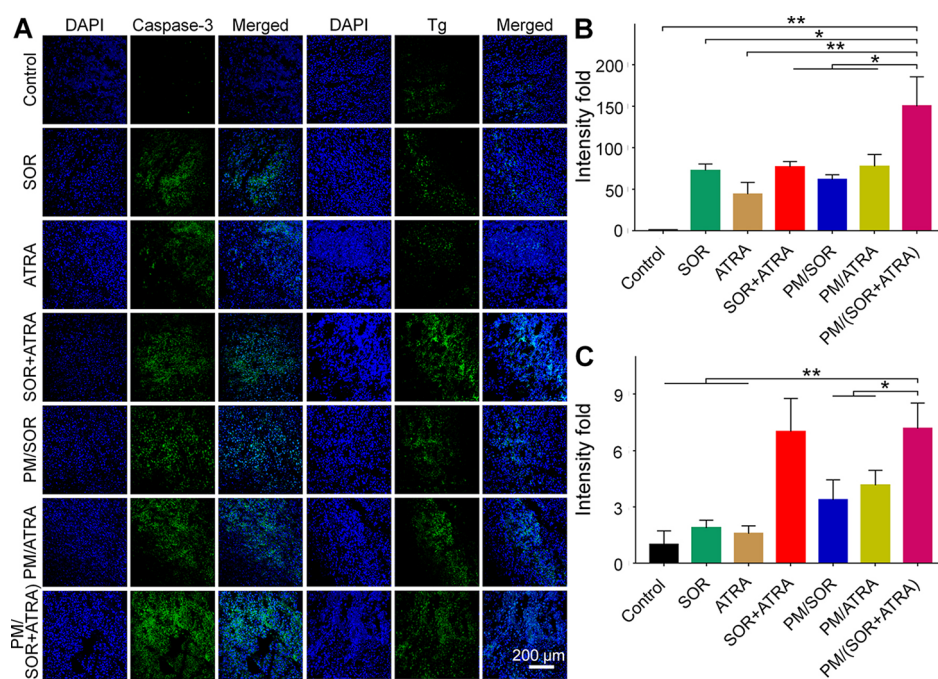 A
DAPI Caspase-3 Merged DAPI Tg Merged
Control
SOR
ATRA
SOR+ATRA
PM/SOR
PM/ATRA
PM/
SOR+ATRA)
200 μm
B
**
*
**
*
Intensity fold
200
150
100
50
0
Control
SOR
ATRA
SOR+ATRA
PM/SOR
PM/ATRA
PM/(SOR+ATRA)
C
**
*
Intensity fold
9
6
3
0
Control
SOR
ATRA
SOR+ATRA
PM/SOR
PM/ATRA
PM/(SOR+ATRA)